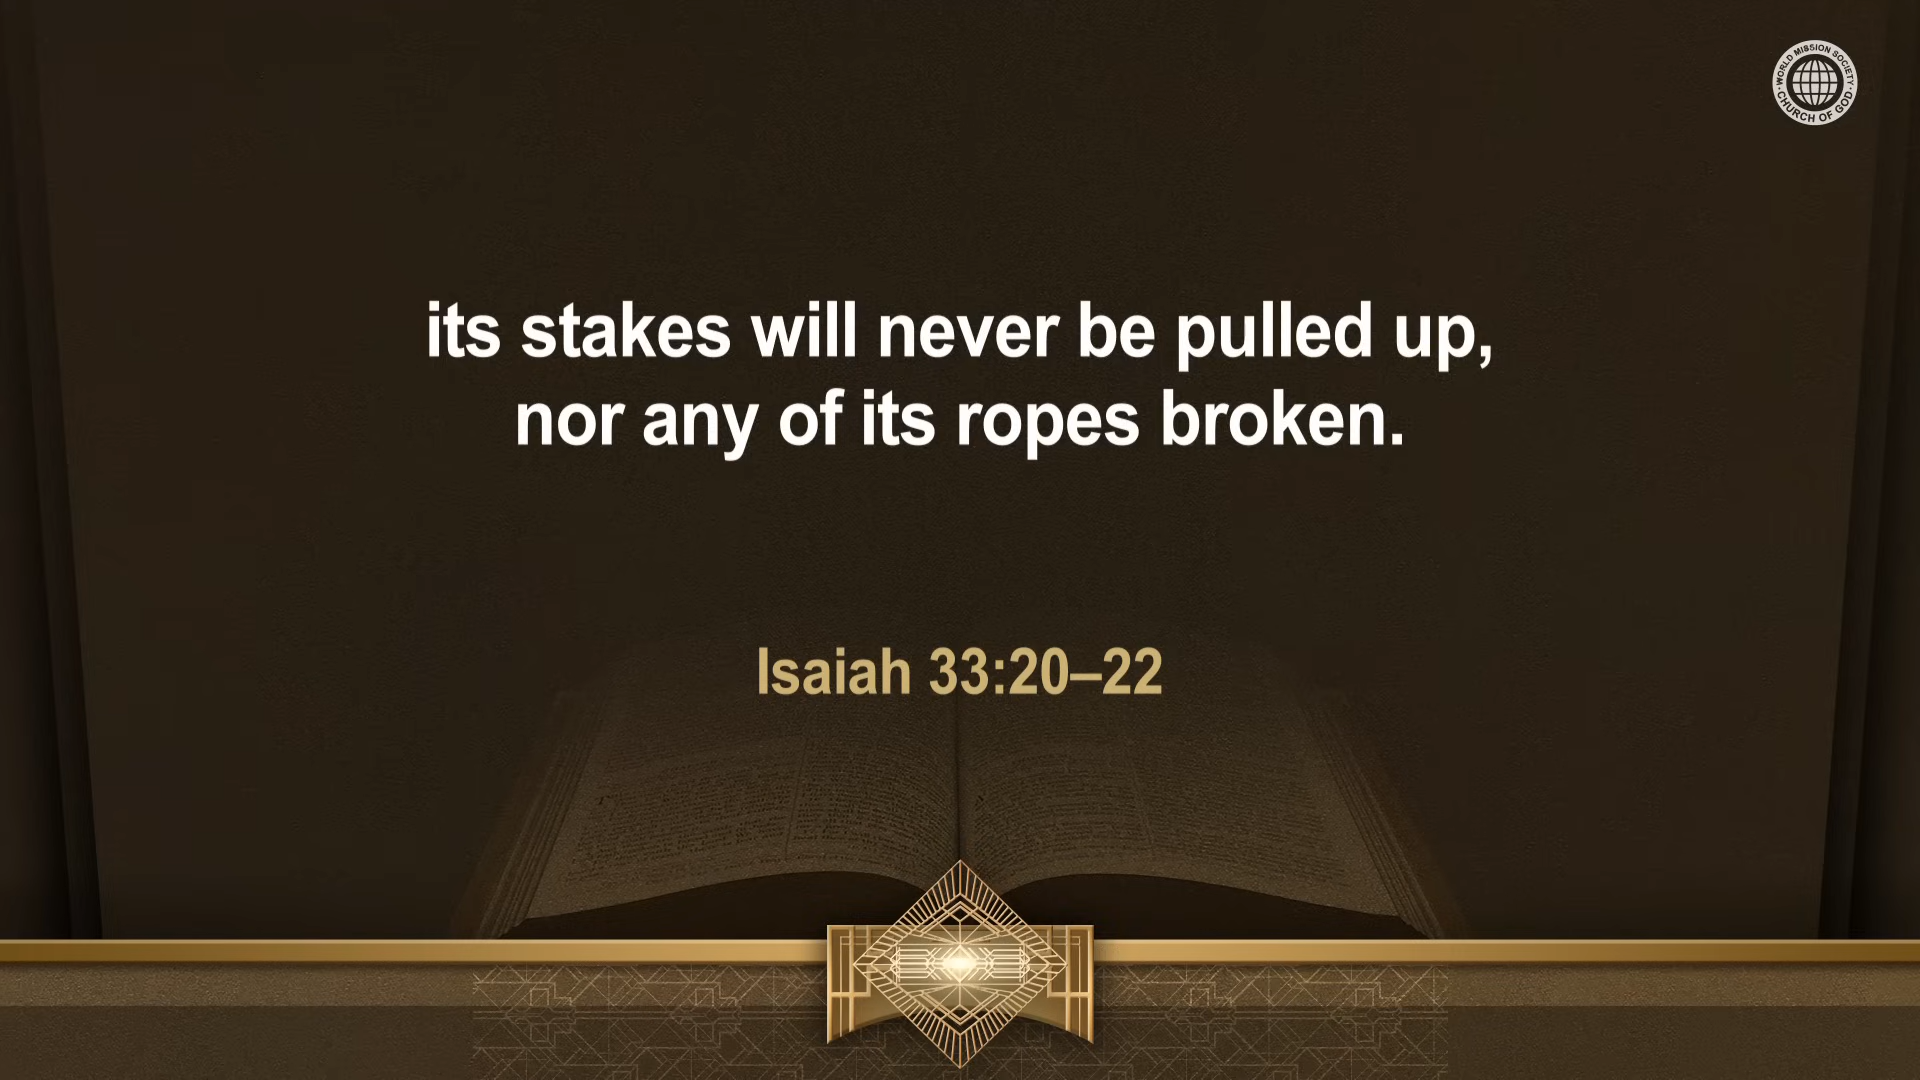 WORLD MISSION SOCIETY
CHURCH OF GOD
its stakes will never be pulled up,
nor any of its ropes broken.
Isaiah 33:20–22